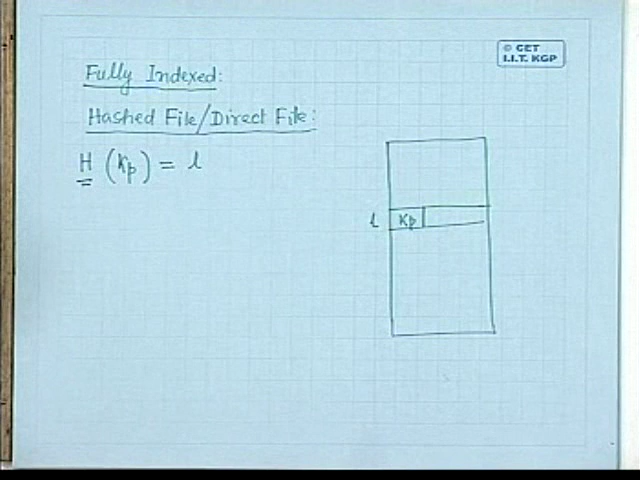 © CET
I.I.T. KGP
Fully Indexed:
Hashed File/Direct File:
H (Kp) = l
l Kp